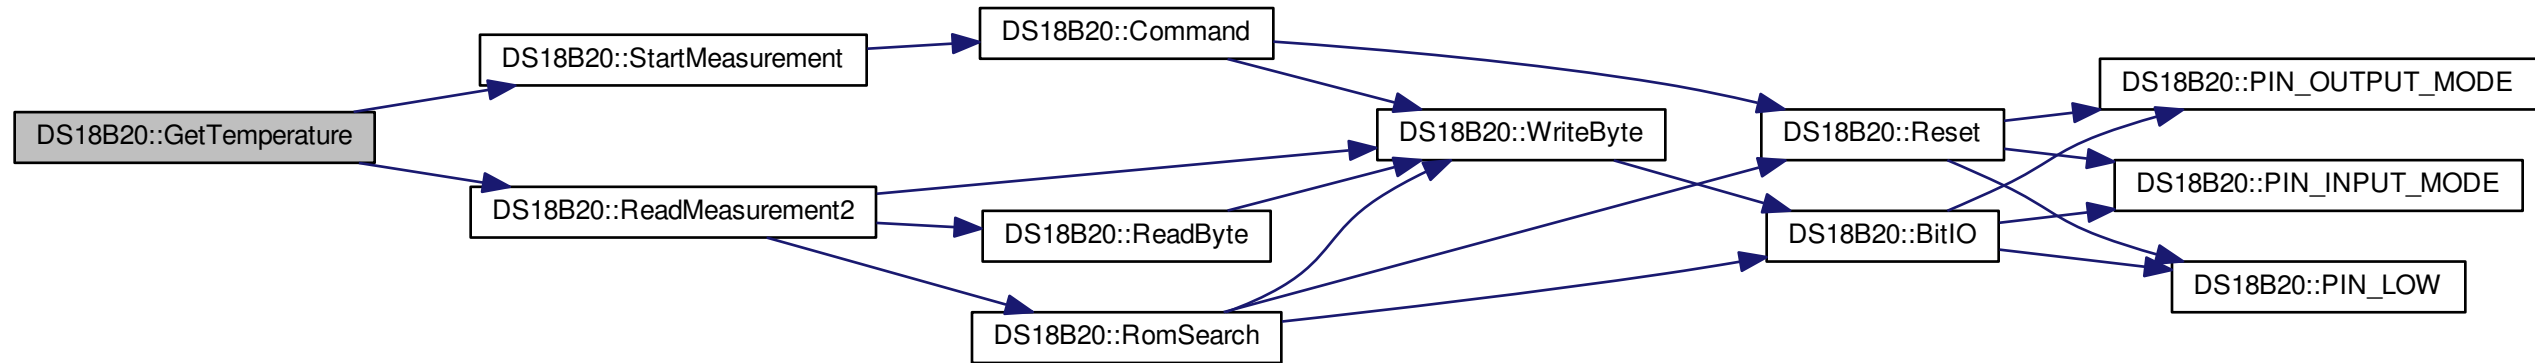 DS18B20::GetTemperature
DS18B20::StartMeasurement
DS18B20::ReadMeasurement2
DS18B20::Command
DS18B20::ReadByte
DS18B20::RomSearch
DS18B20::WriteByte
DS18B20::Reset
DS18B20::BitIO
DS18B20::PIN_OUTPUT_MODE
DS18B20::PIN_INPUT_MODE
DS18B20::PIN_LOW